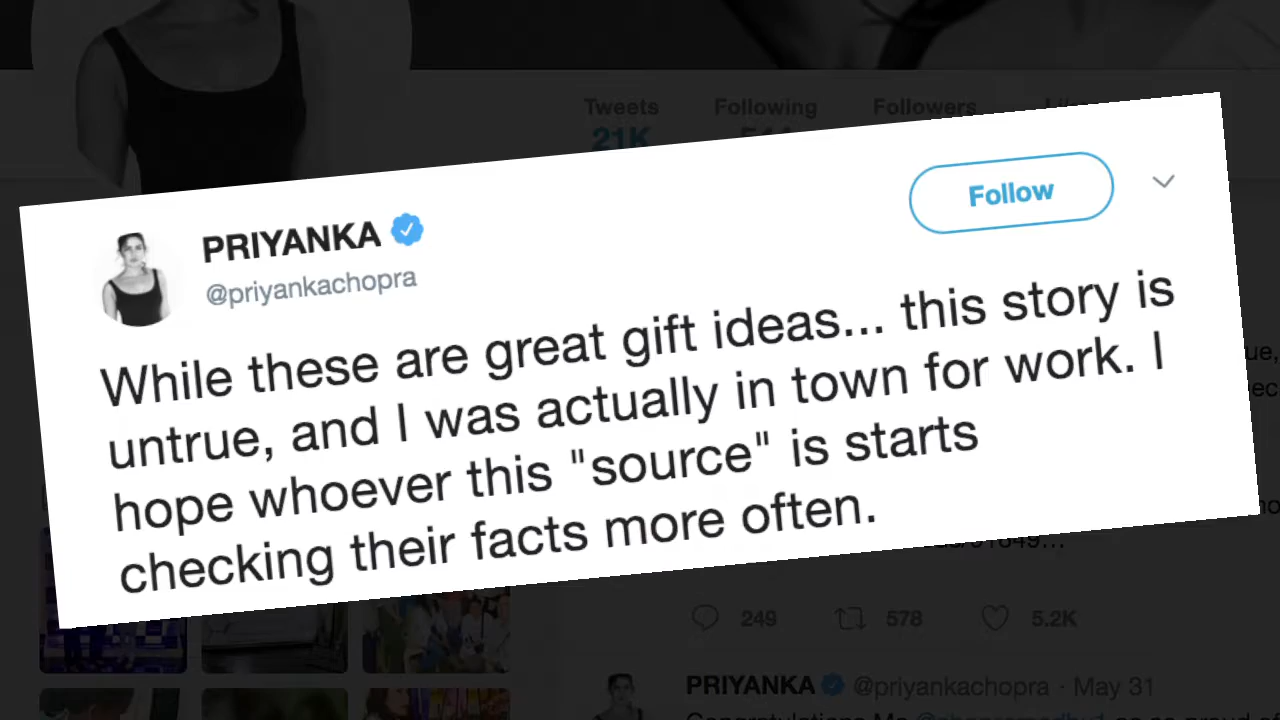 Tweets Following Followers
21K
PRIYANKA
@priyankachopra
Follow
While these are great gift ideas... this story is
untrue, and I was actually in town for work. I
hope whoever this "source" is starts
checking their facts more often.
249 578 5.2K
PRIYANKA @priyankachopra · May 31